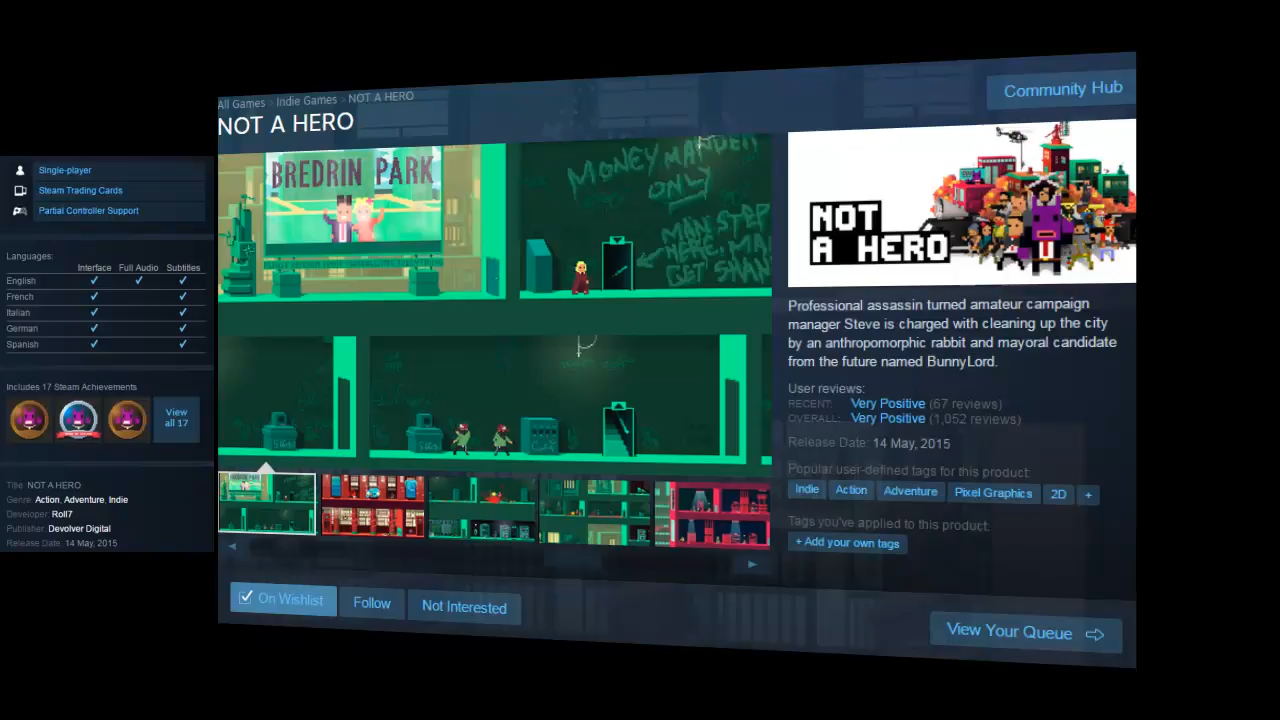 All Games > Indie Games > NOT A HERO
NOT A HERO
Community Hub
Single-player
Steam Trading Cards
Partial Controller Support
Languages:
Interface Full Audio Subtitles
English ✓ ✓ ✓
French ✓ ✓
Italian ✓ ✓
German ✓ ✓
Spanish ✓ ✓
Includes 17 Steam Achievements
View
all 17
Title: NOT A HERO
Genre: Action, Adventure, Indie
Developer: Roll7
Publisher: Devolver Digital
Release Date: 14 May, 2015
BREDRIN PARK
MONEY MANDEM
ONLY
MAN STEP
HERE, MA
GET SHAN
NOT
A HERO
Professional assassin turned amateur campaign
manager Steve is charged with cleaning up the city
by an anthropomorphic rabbit and mayoral candidate
from the future named BunnyLord.
User reviews:
RECENT: Very Positive (67 reviews)
OVERALL: Very Positive (1,052 reviews)
Release Date: 14 May, 2015
Popular user-defined tags for this product:
Indie Action Adventure Pixel Graphics 2D +
Tags you've applied to this product:
+ Add your own tags
On Wishlist Follow Not Interested
View Your Queue